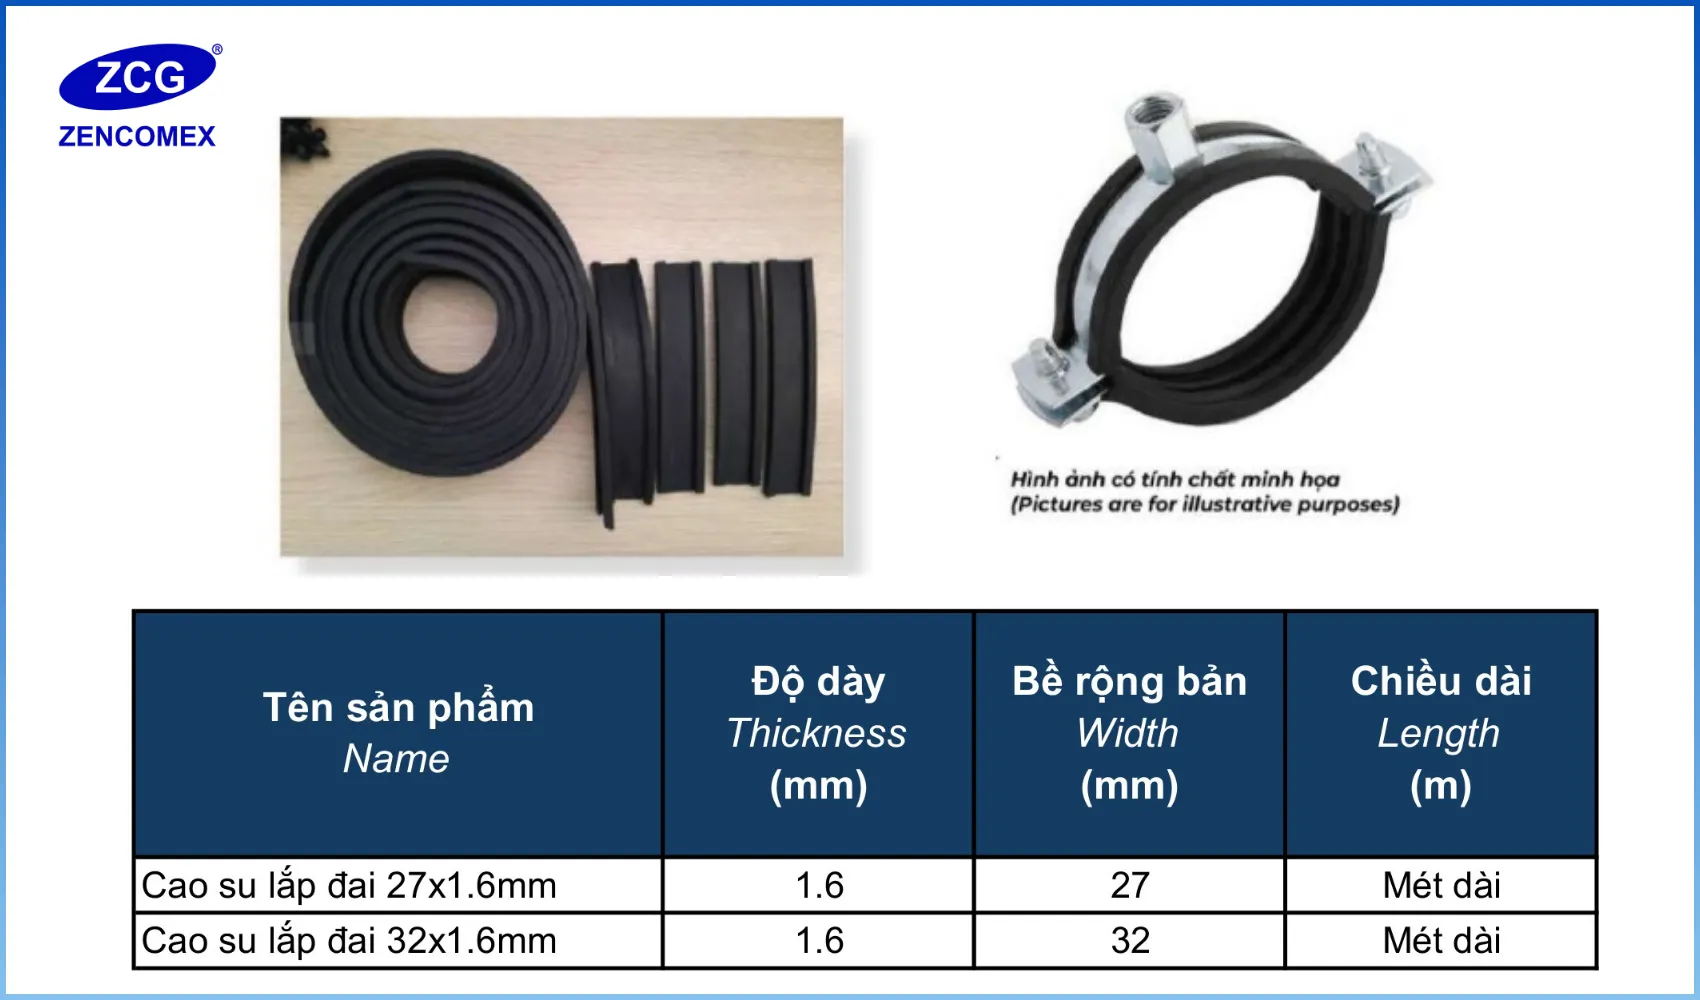 ZCG®
ZENCOMEX
Hình ảnh có tính chất minh họa
(Pictures are for illustrative purposes)
Tên sản phẩm
Name
Độ dày
Thickness
(mm)
Bề rộng bản
Width
(mm)
Chiều dài
Length
(m)
Cao su lắp đai 27x1.6mm 1.6 27 Mét dài
Cao su lắp đai 32x1.6mm 1.6 32 Mét dài